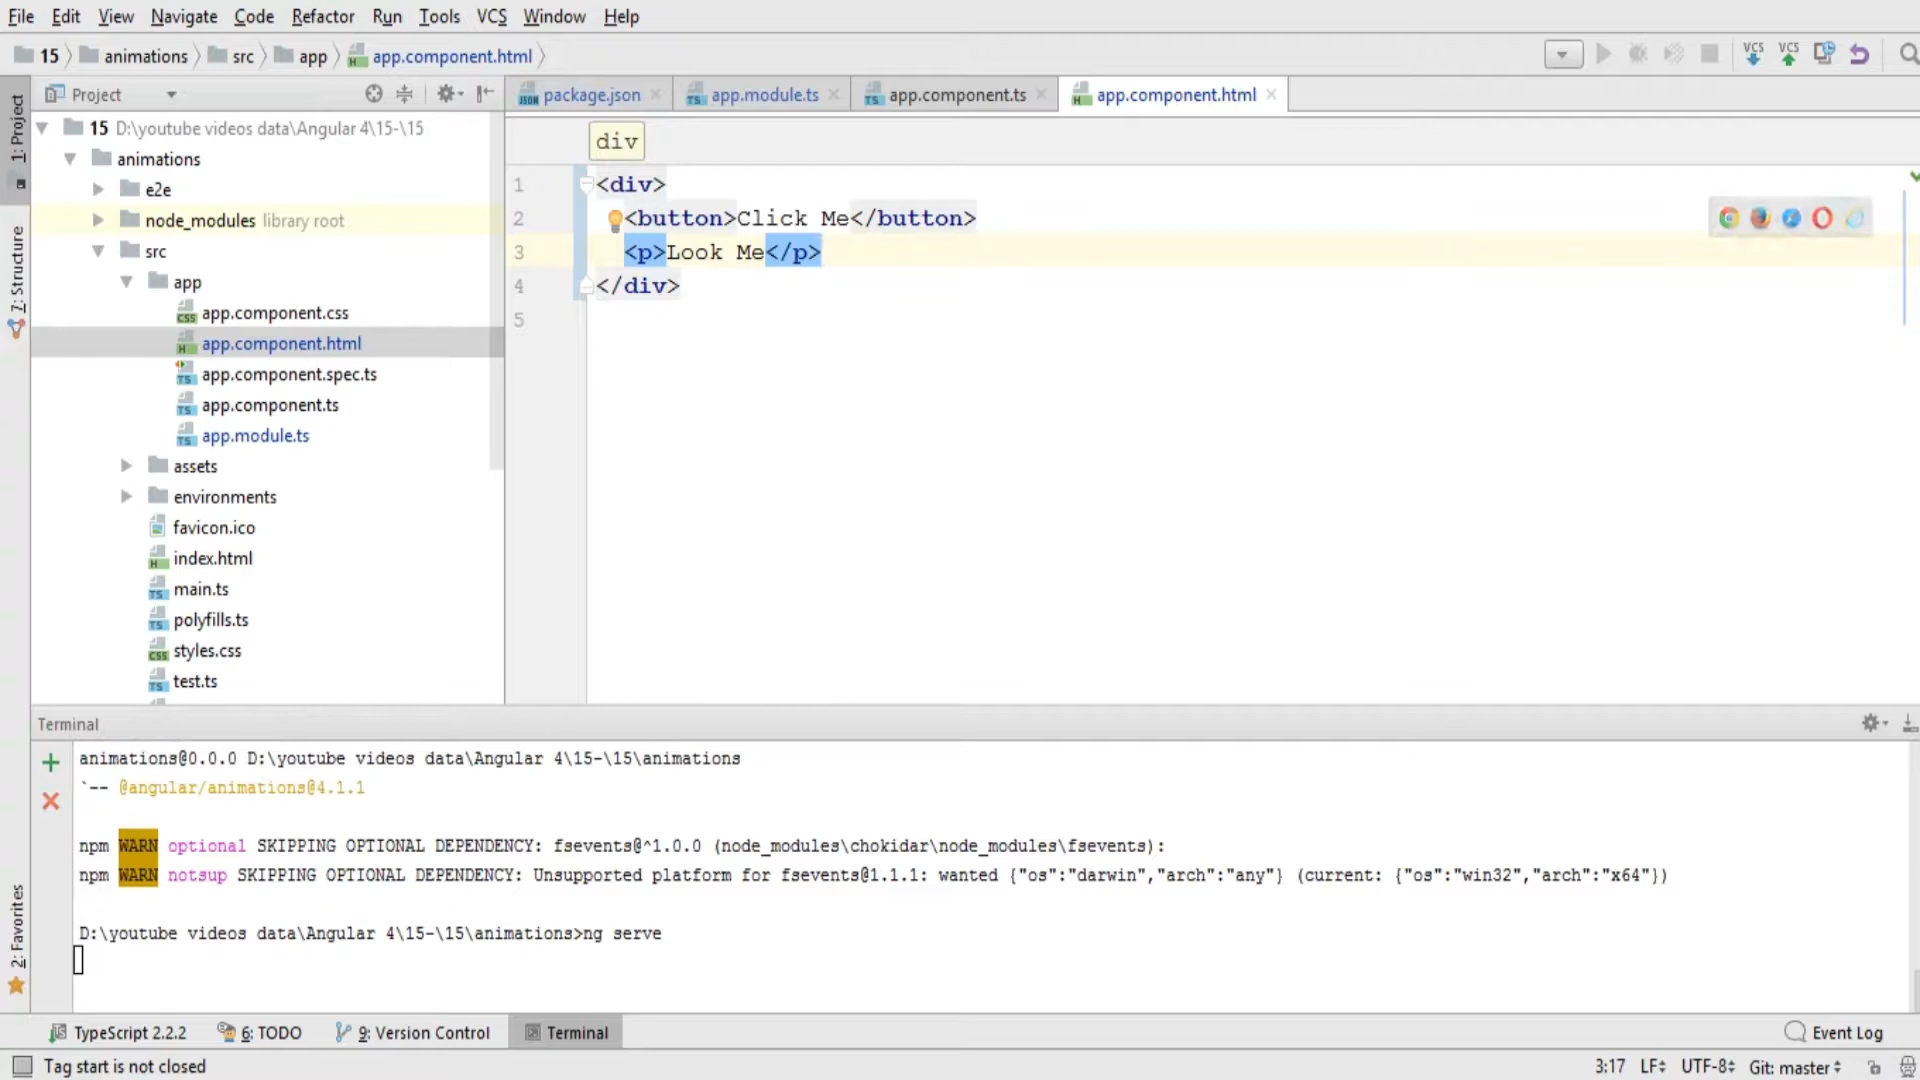 File Edit View Navigate Code Refactor Run Tools VCS Window Help
15 animations src app app.component.html VCS VCS
1: Project
7: Structure
2: Favorites
Project
15 D:\youtube videos data\Angular 4\15-\15
animations
e2e
node_modules library root
src
app
app.component.css
app.component.html
app.component.spec.ts
app.component.ts
app.module.ts
assets
environments
favicon.ico
index.html
main.ts
polyfills.ts
styles.css
test.ts
package.json app.module.ts app.component.ts app.component.html
div
1 <div>
2 <button>Click Me</button>
3 <p>Look Me</p>
4 </div>
5
Terminal
animations@0.0.0 D:\youtube videos data\Angular 4\15-\15\animations
`-- @angular/animations@4.1.1
npm WARN optional SKIPPING OPTIONAL DEPENDENCY: fsevents@^1.0.0 (node_modules\chokidar\node_modules\fsevents):
npm WARN notsup SKIPPING OPTIONAL DEPENDENCY: Unsupported platform for fsevents@1.1.1: wanted {"os":"darwin","arch":"any"} (current: {"os":"win32","arch":"x64"})
D:\youtube videos data\Angular 4\15-\15\animations>ng serve
TypeScript 2.2.2 6: TODO 9: Version Control Terminal Event Log
Tag start is not closed 3:17 LF UTF-8 Git: master